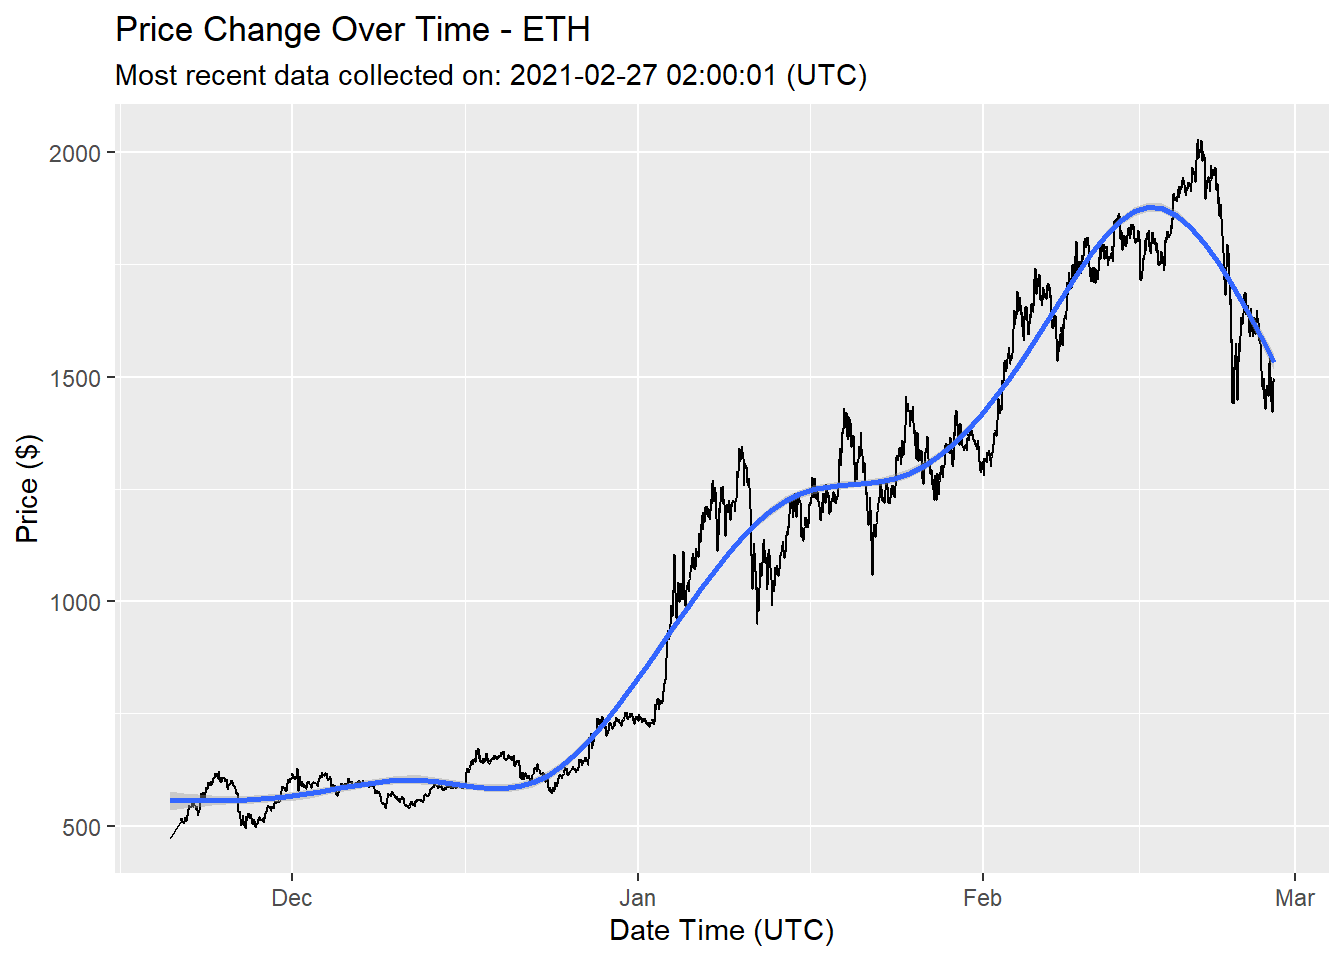 Price Change Over Time - ETH
Most recent data collected on: 2021-02-27 02:00:01 (UTC)
2000
1500
1000
500
Price ($)
Dec Jan Feb Mar
Date Time (UTC)